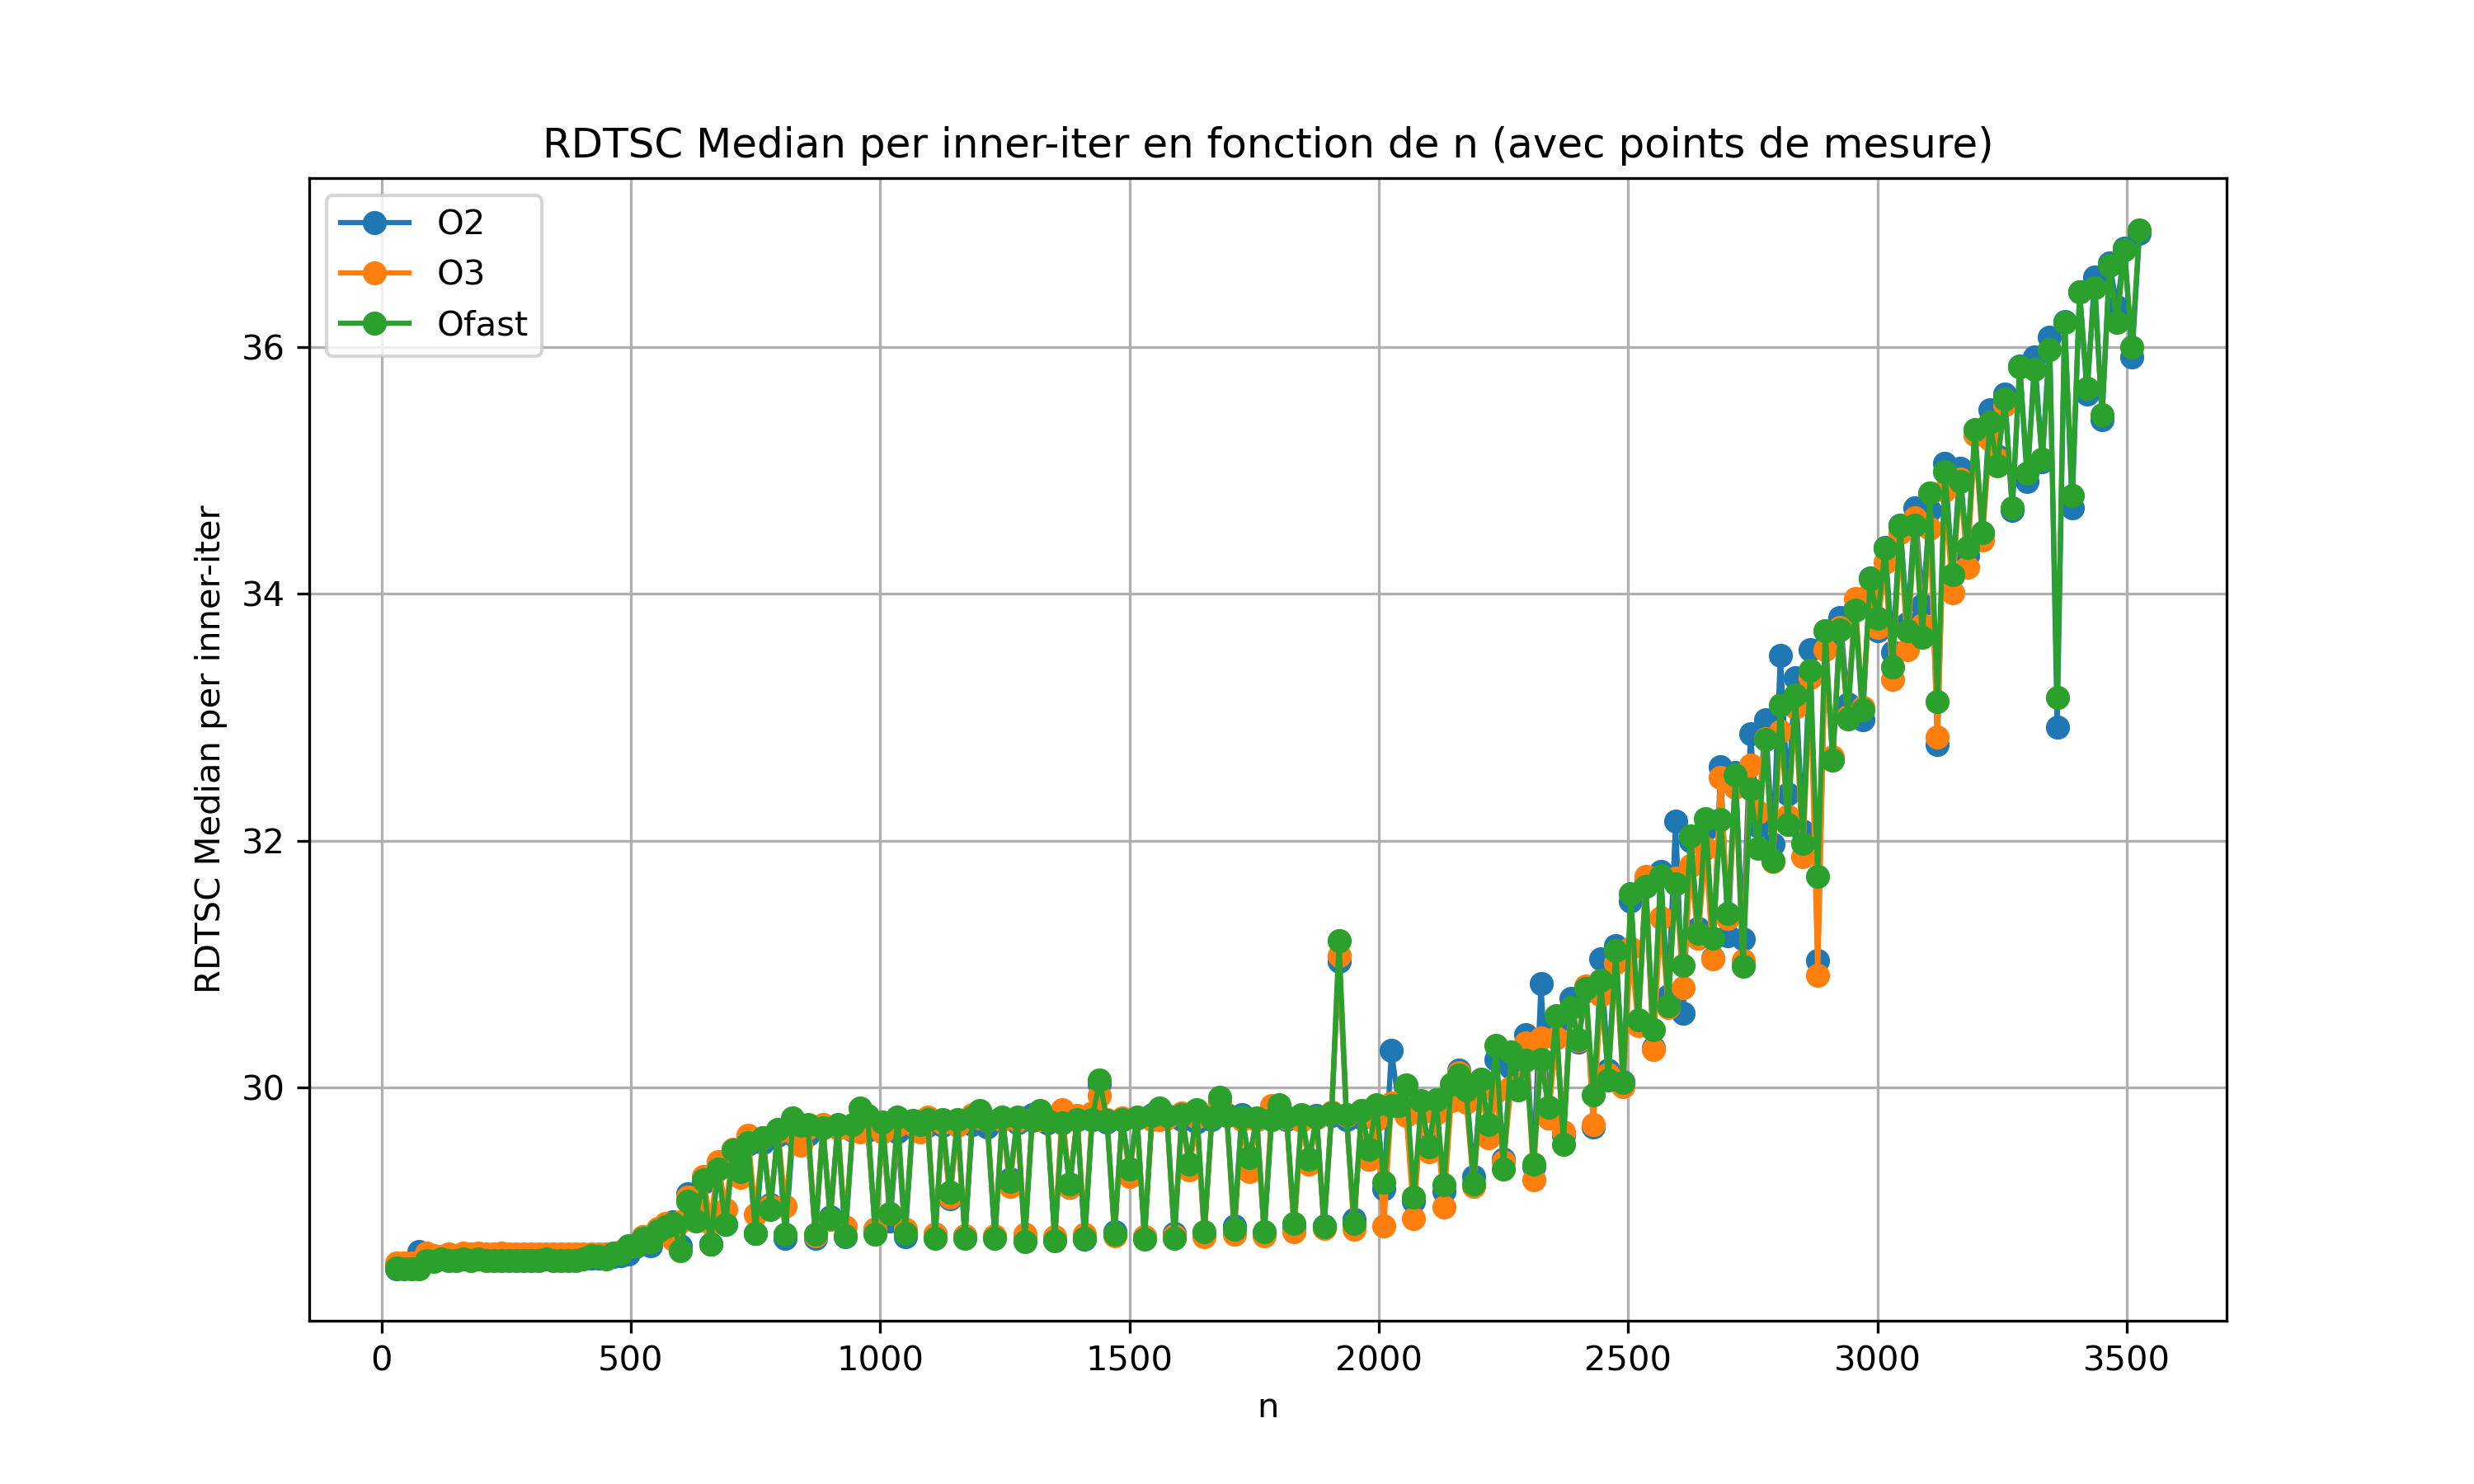 RDTSC Median per inner-iter en fonction de n (avec points de mesure)
O2
O3
Ofast
RDTSC Median per inner-iter
36
34
32
30
0 500 1000 1500 2000 2500 3000 3500
n